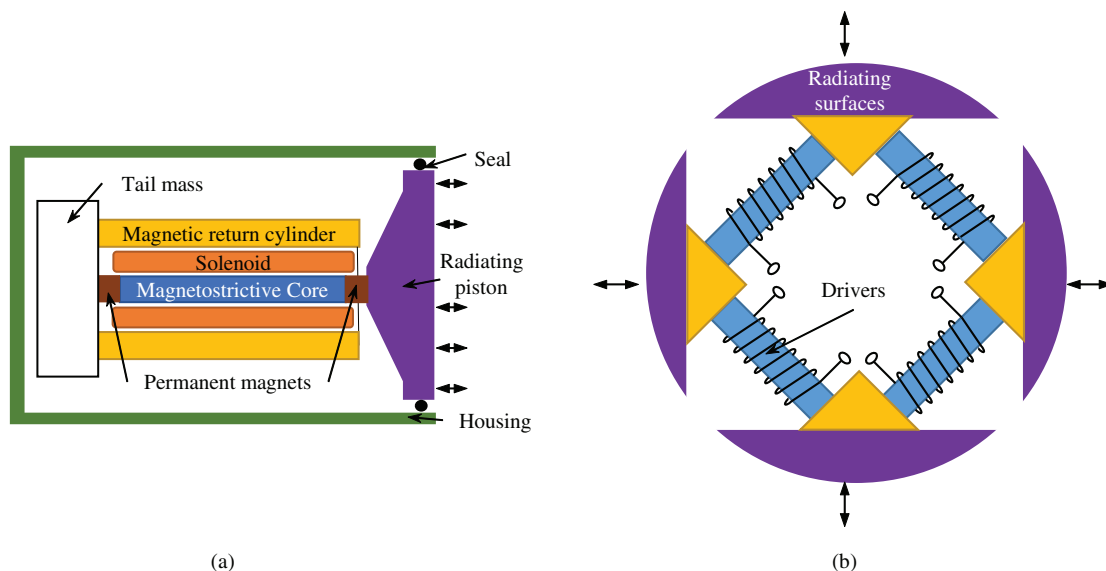 Tail mass
Magnetic return cylinder
Solenoid
Magnetostrictive Core
Permanent magnets
Seal
Radiating
piston
Housing
(a)
Radiating
surfaces
Drivers
(b)